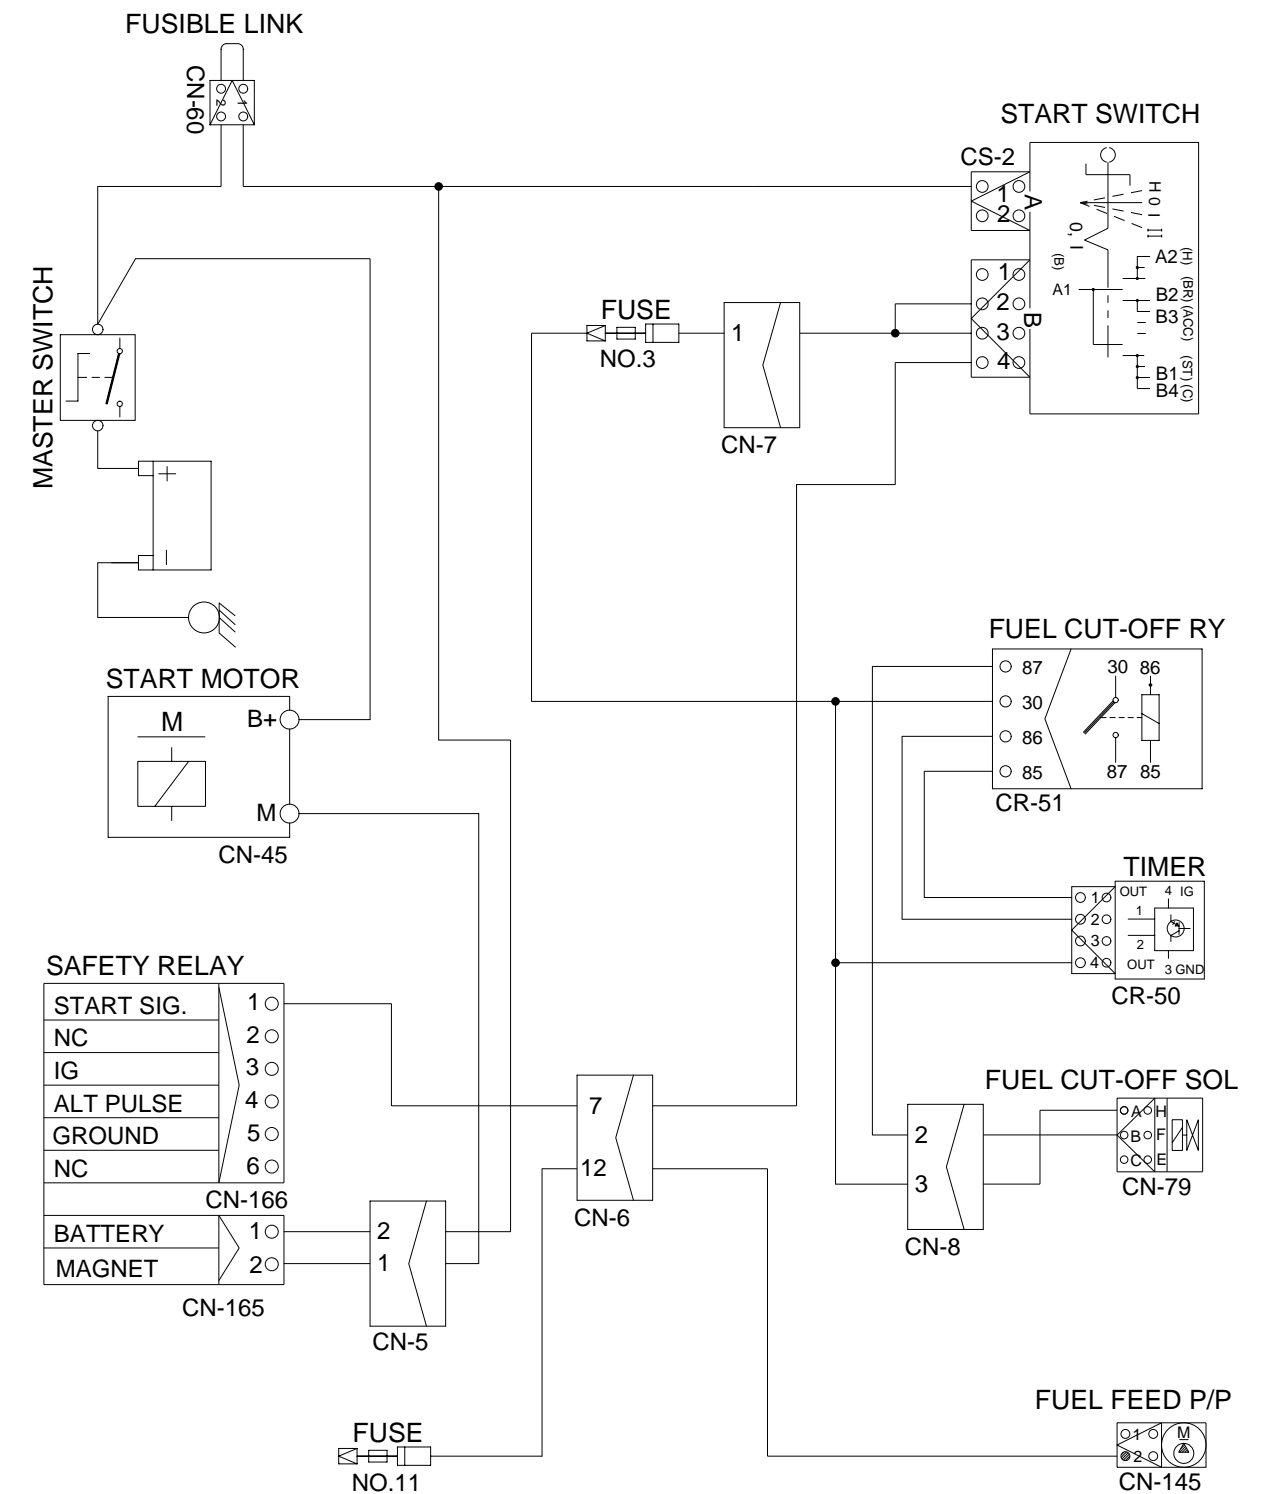 FUSIBLE LINK
CN-60
2 1
START SWITCH
CS-2
1
2
A
H 0 I II
0, I
1
2
3
4
B
(B)
A1
A2 (H)
B2 (BR)
B3 (ACC)
B1 (ST)
B4 (C)
MASTER SWITCH
+
FUSE
NO.3
1
CN-7
FUEL CUT-OFF RY
87
30
86
85
30 86
87 85
CR-51
START MOTOR
M
B+
M
CN-45
TIMER
1
2
3
4
OUT 4 IG
1
2
OUT 3 GND
CR-50
SAFETY RELAY
START SIG. 1
NC 2
IG 3
ALT PULSE 4
GROUND 5
NC 6
CN-166
BATTERY 1
MAGNET 2
CN-165
2
1
CN-5
7
12
CN-6
2
3
CN-8
FUEL CUT-OFF SOL
A H
B F
C E
CN-79
FUSE
NO.11
FUEL FEED P/P
1
2
M
CN-145